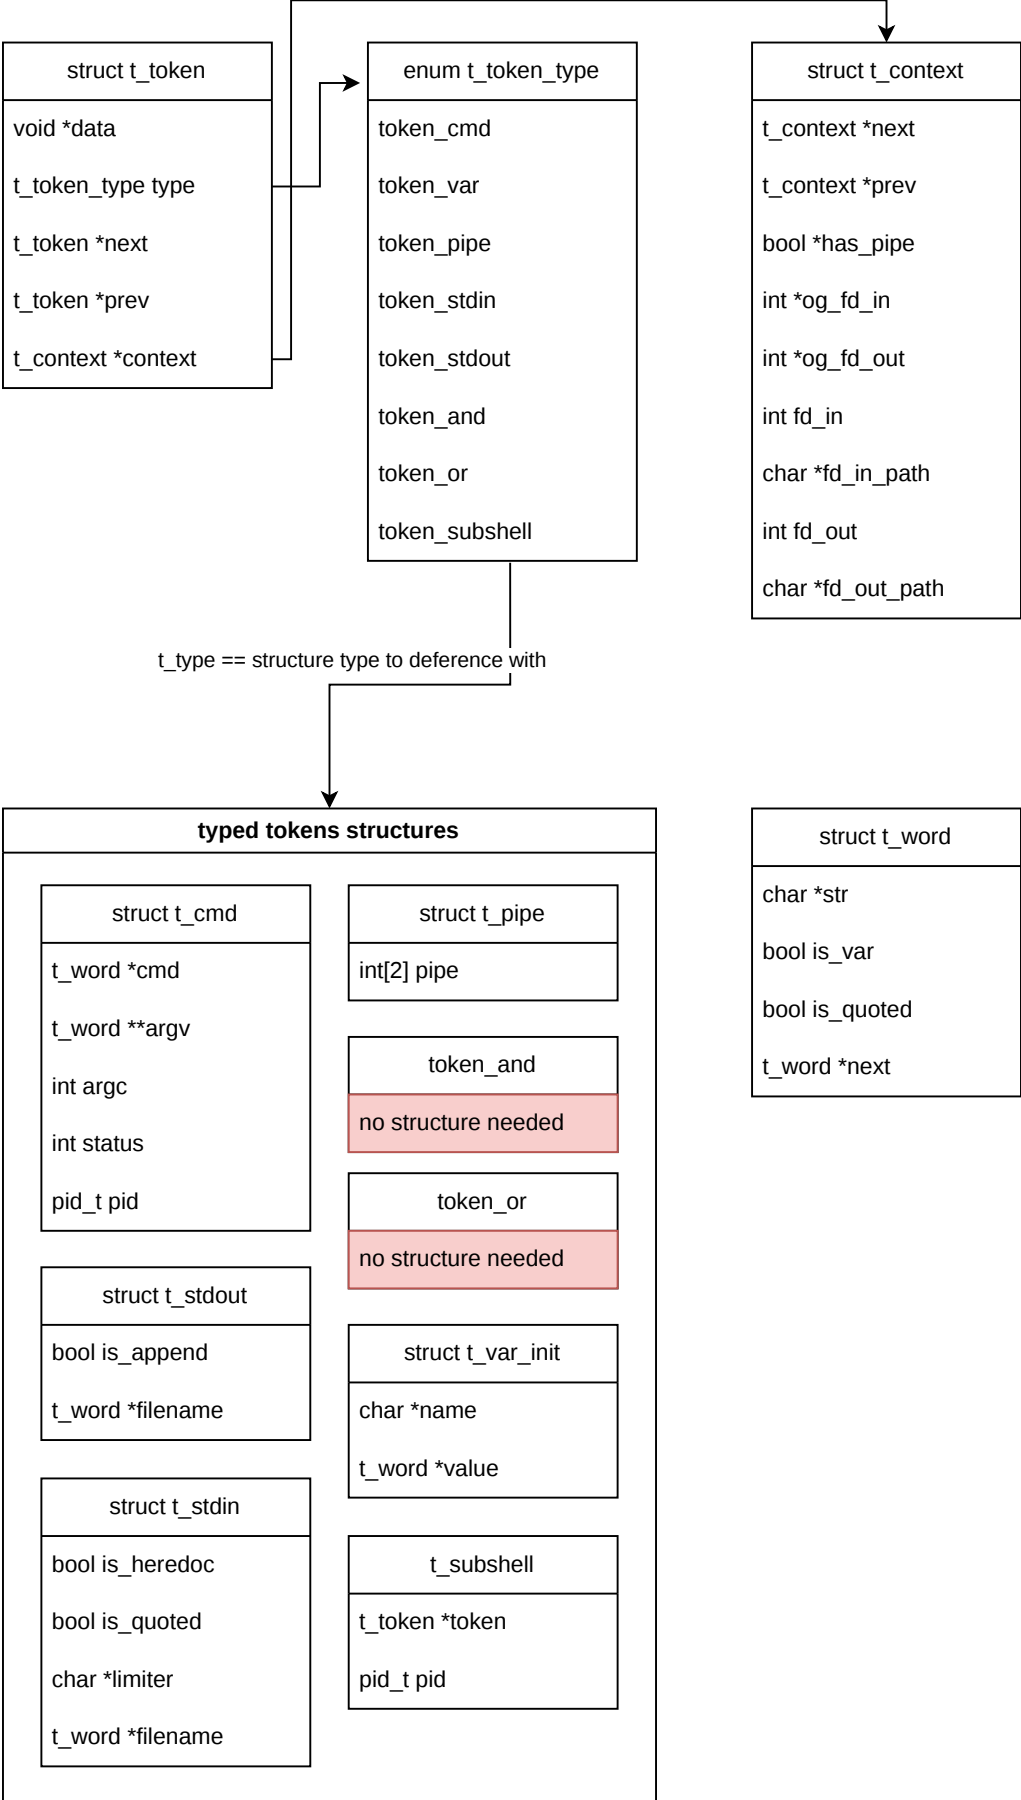 struct t_token
void *data
t_token_type type
t_token *next
t_token *prev
t_context *context
enum t_token_type
token_cmd
token_var
token_pipe
token_stdin
token_stdout
token_and
token_or
token_subshell
struct t_context
t_context *next
t_context *prev
bool *has_pipe
int *og_fd_in
int *og_fd_out
int fd_in
char *fd_in_path
int fd_out
char *fd_out_path
t_type == structure type to deference with
typed tokens structures
struct t_cmd
t_word *cmd
t_word **argv
int argc
int status
pid_t pid
struct t_stdout
bool is_append
t_word *filename
struct t_stdin
bool is_heredoc
bool is_quoted
char *limiter
t_word *filename
struct t_pipe
int[2] pipe
token_and
no structure needed
token_or
no structure needed
struct t_var_init
char *name
t_word *value
t_subshell
t_token *token
pid_t pid
struct t_word
char *str
bool is_var
bool is_quoted
t_word *next